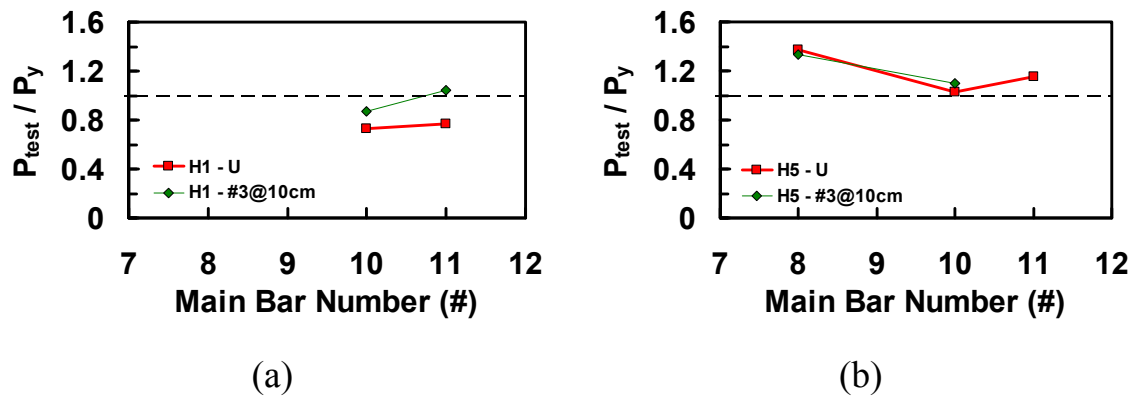 1.6
1.2
0.8
0.4
0
P_test / P_y
H1 - U
H1 - #3@10cm
7 8 9 10 11 12
Main Bar Number (#)
(a)
1.6
1.2
0.8
0.4
0
P_test / P_y
H5 - U
H5 - #3@10cm
7 8 9 10 11 12
Main Bar Number (#)
(b)